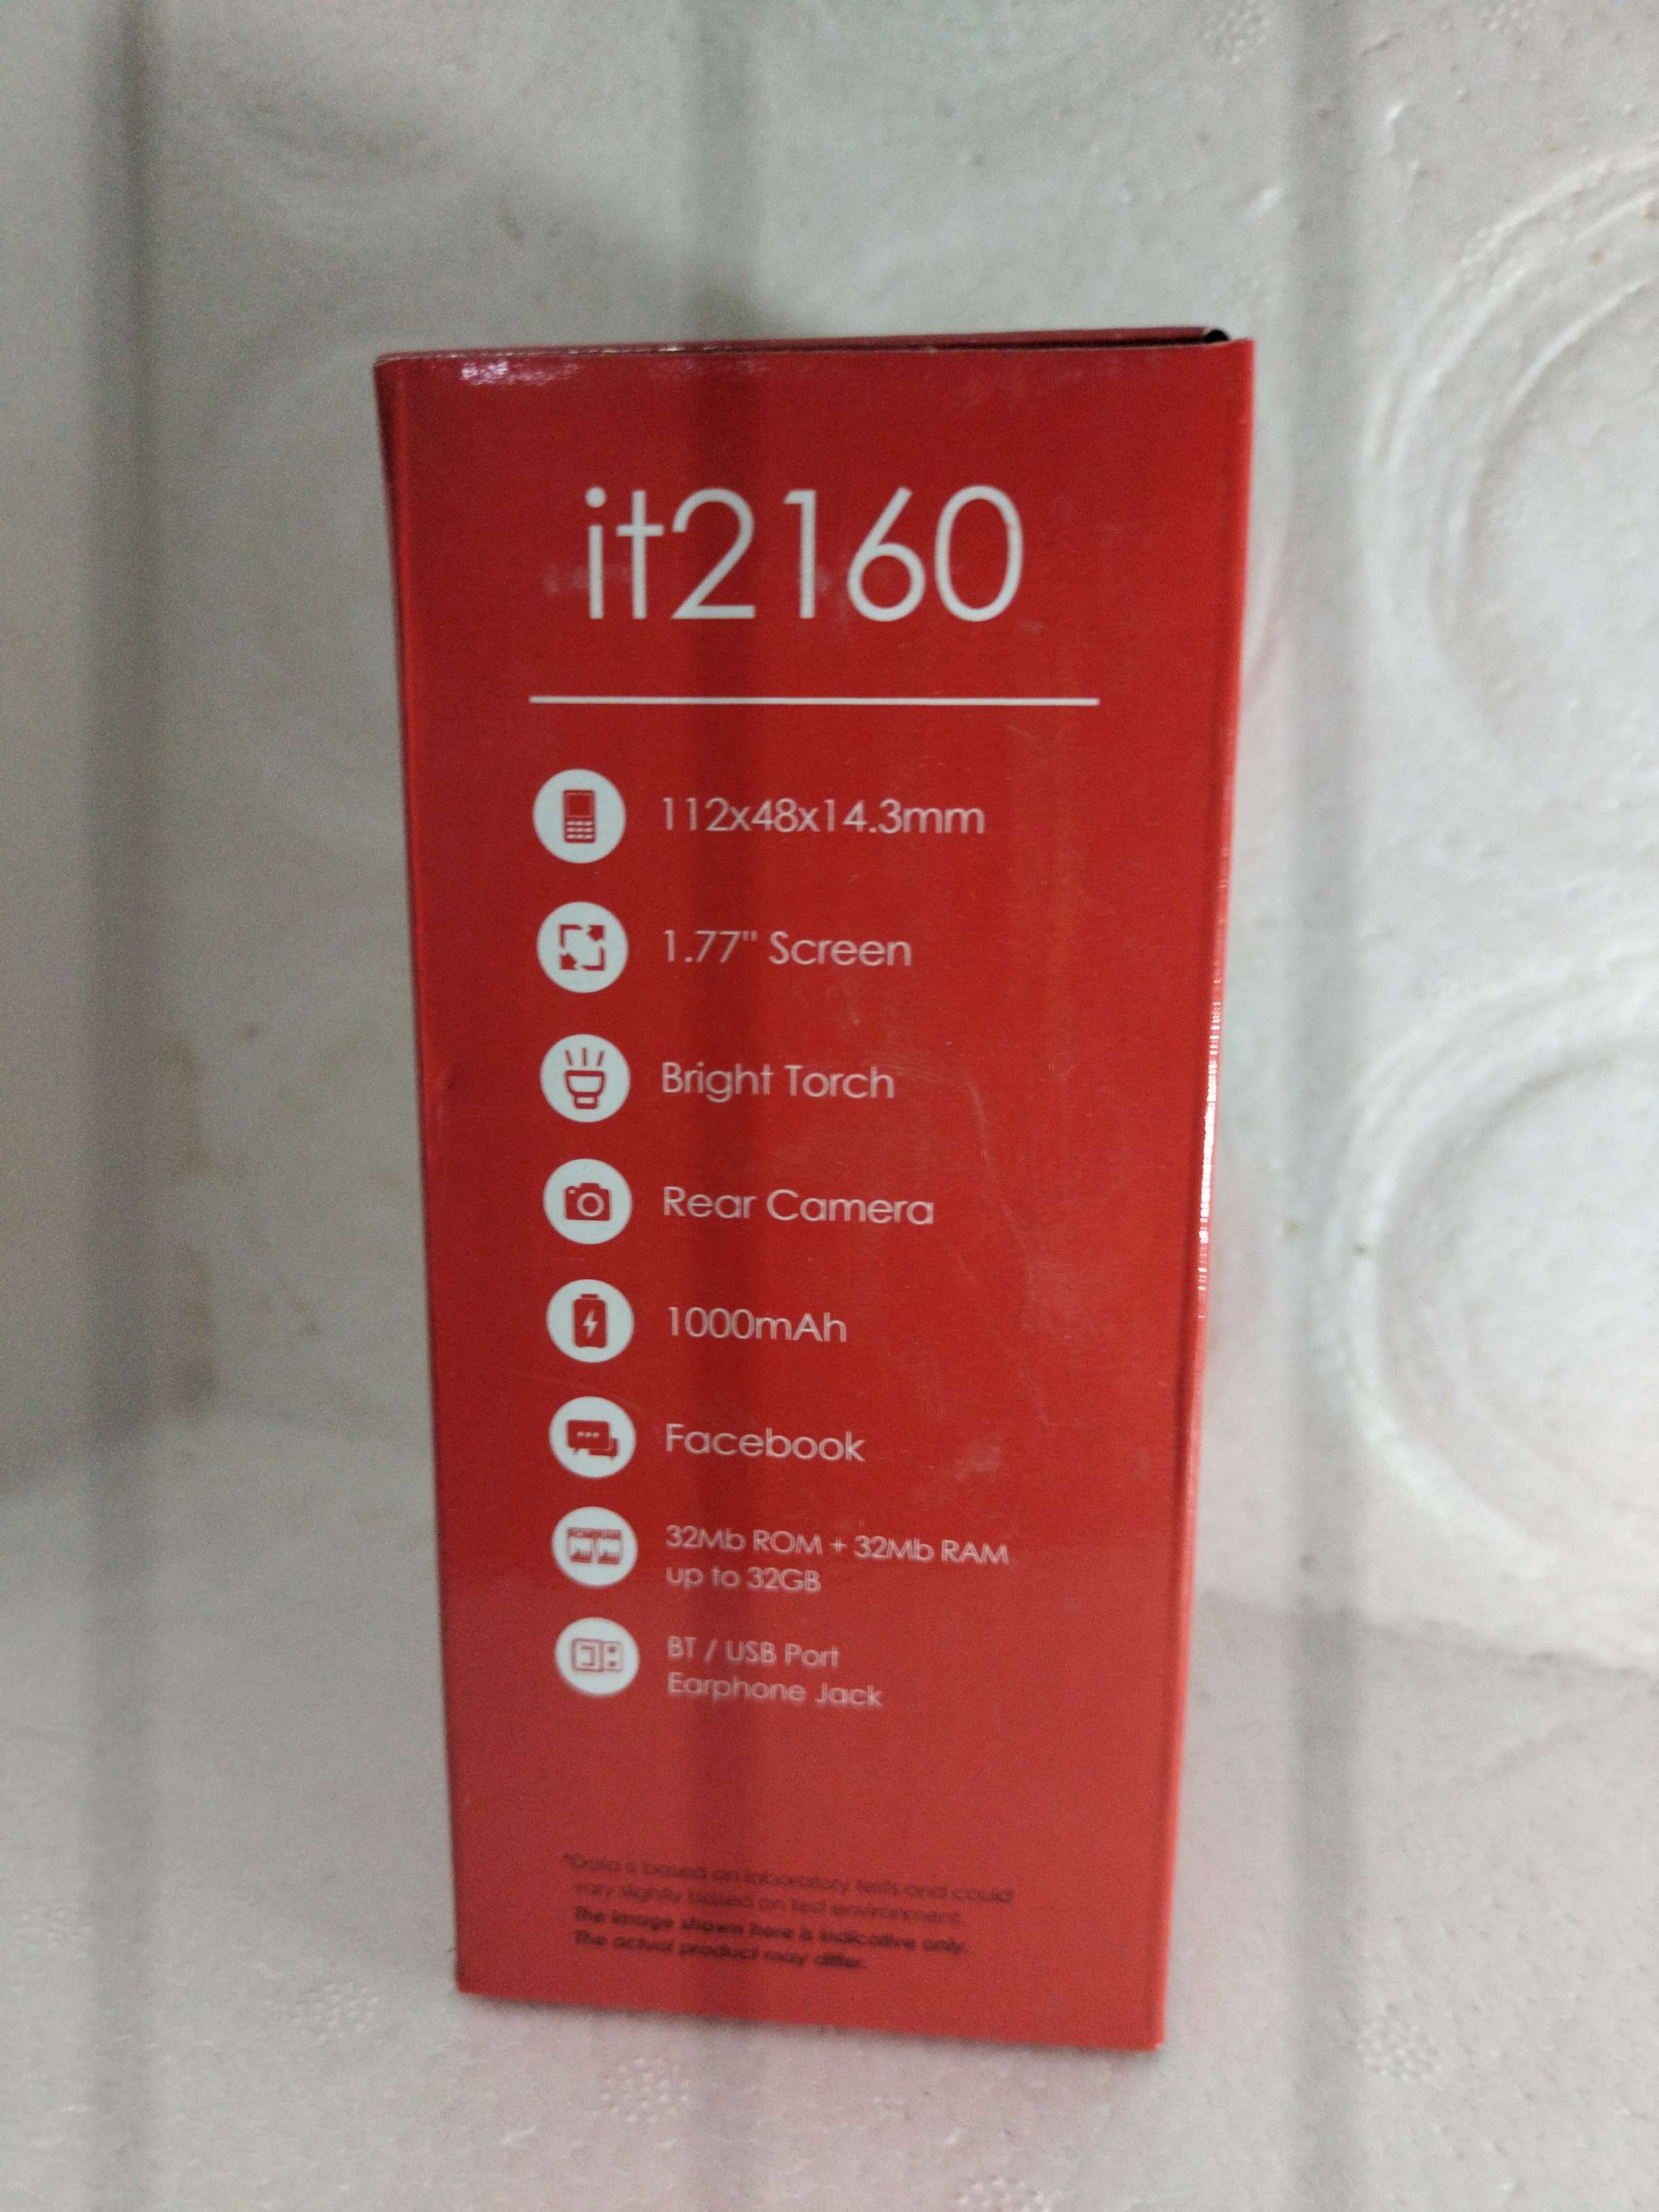 it2160
112x48x14.3mm
1.77" Screen
Bright Torch
Rear Camera
1000mAh
Facebook
32Mb ROM + 32Mb RAM
up to 32GB
BT / USB Port
Earphone Jack
*Data is based on laboratory tests and could
vary slightly based on test environment.
The image shown here is indicative only.
The actual product may differ.